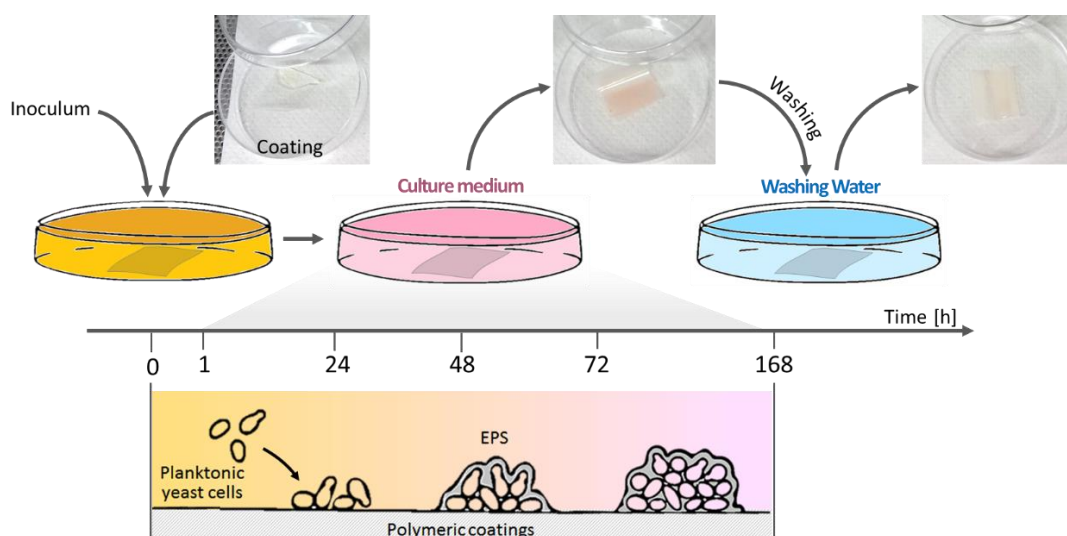 Inoculum
Coating
Culture medium
Washing
Washing Water
Time [h]
0 1 24 48 72 168
EPS
Planktonic
yeast cells
Polymeric coatings